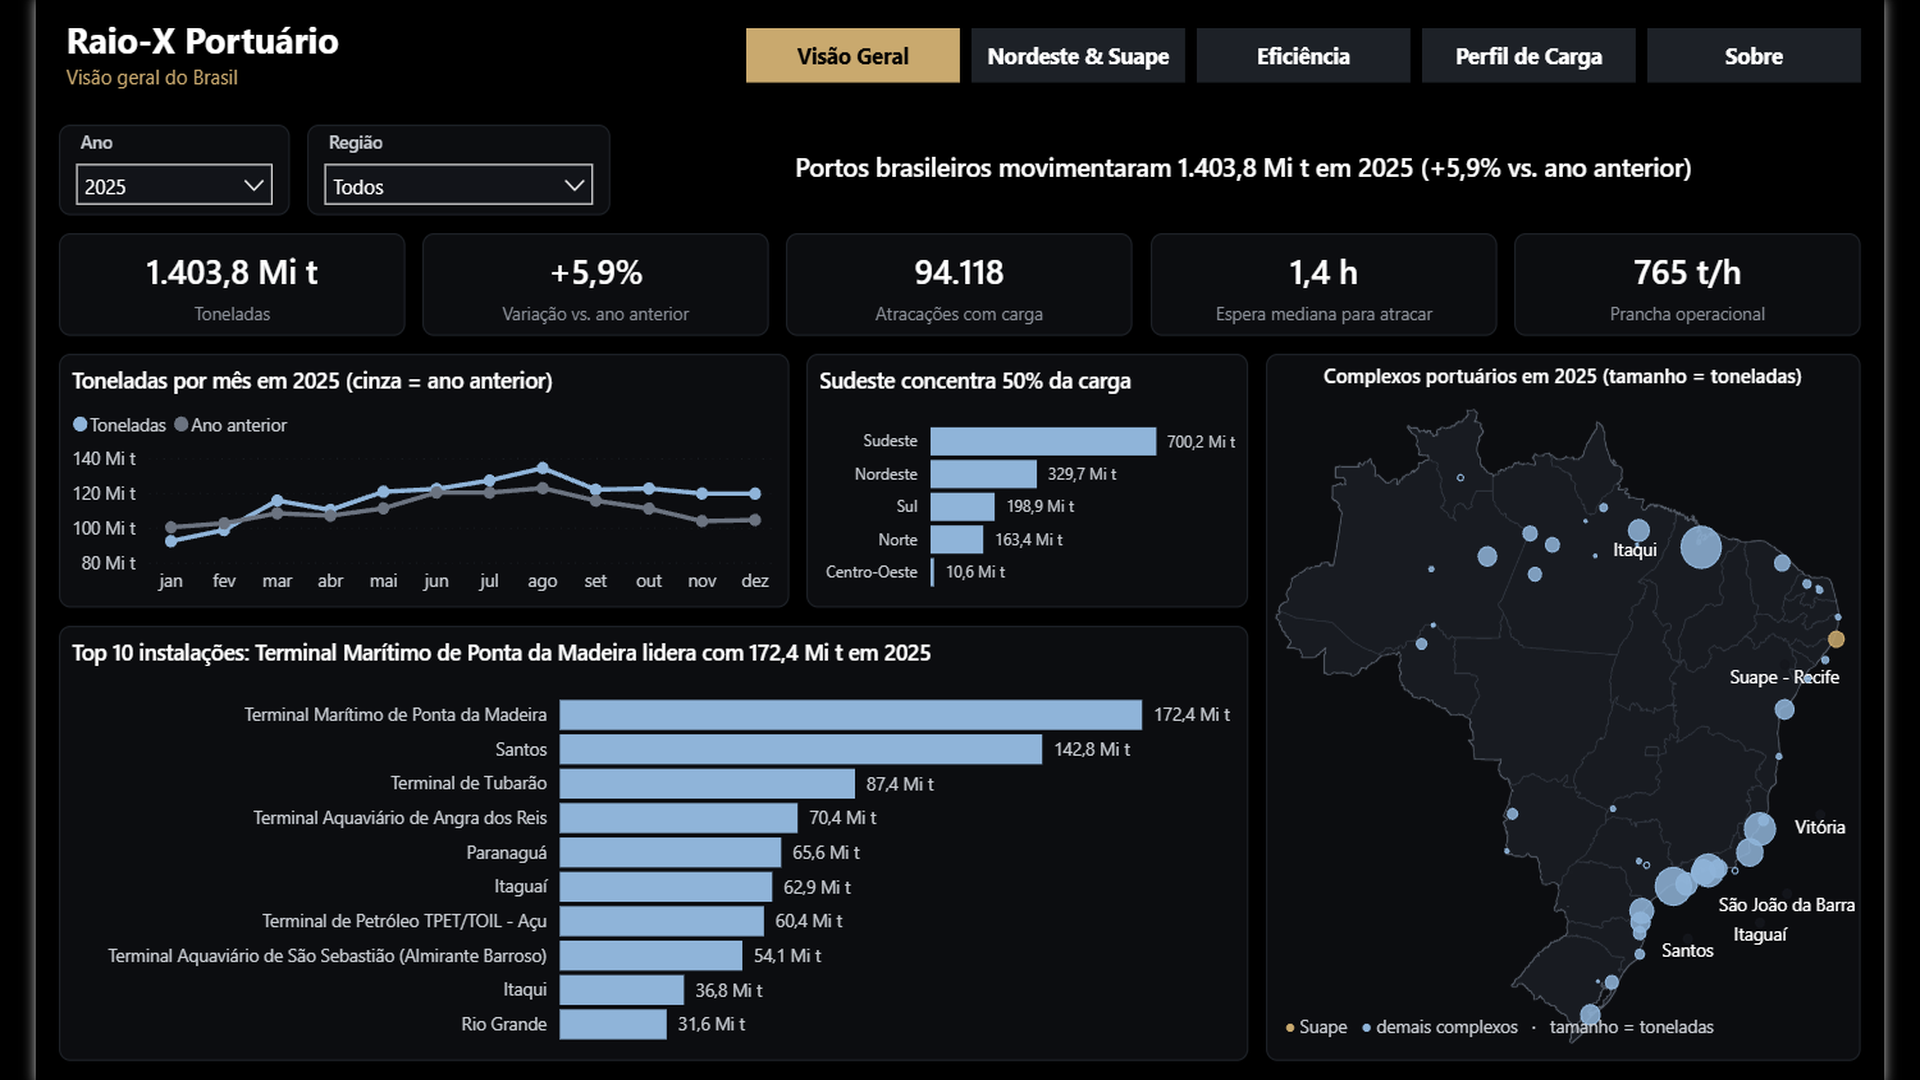 Raio-X Portuário
Visão geral do Brasil
Visão Geral
Nordeste & Suape
Eficiência
Perfil de Carga
Sobre
Ano
2025
Região
Todos
Portos brasileiros movimentaram 1.403,8 Mi t em 2025 (+5,9% vs. ano anterior)
1.403,8 Mi t
Toneladas
+5,9%
Variação vs. ano anterior
94.118
Atracações com carga
1,4 h
Espera mediana para atracar
765 t/h
Prancha operacional
Toneladas por mês em 2025 (cinza = ano anterior)
Toneladas
Ano anterior
140 Mi t
120 Mi t
100 Mi t
80 Mi t
jan
fev
mar
abr
mai
jun
jul
ago
set
out
nov
dez
Sudeste concentra 50% da carga
Sudeste 700,2 Mi t
Nordeste 329,7 Mi t
Sul 198,9 Mi t
Norte 163,4 Mi t
Centro-Oeste 10,6 Mi t
Top 10 instalações: Terminal Marítimo de Ponta da Madeira lidera com 172,4 Mi t em 2025
Terminal Marítimo de Ponta da Madeira 172,4 Mi t
Santos 142,8 Mi t
Terminal de Tubarão 87,4 Mi t
Terminal Aquaviário de Angra dos Reis 70,4 Mi t
Paranaguá 65,6 Mi t
Itaguaí 62,9 Mi t
Terminal de Petróleo TPET/TOIL - Açu 60,4 Mi t
Terminal Aquaviário de São Sebastião (Almirante Barroso) 54,1 Mi t
Itaqui 36,8 Mi t
Rio Grande 31,6 Mi t
Complexos portuários em 2025 (tamanho = toneladas)
Itaqui
Suape - Recife
Vitória
São João da Barra
Itaguaí
Santos
Suape
demais complexos · tamanho = toneladas